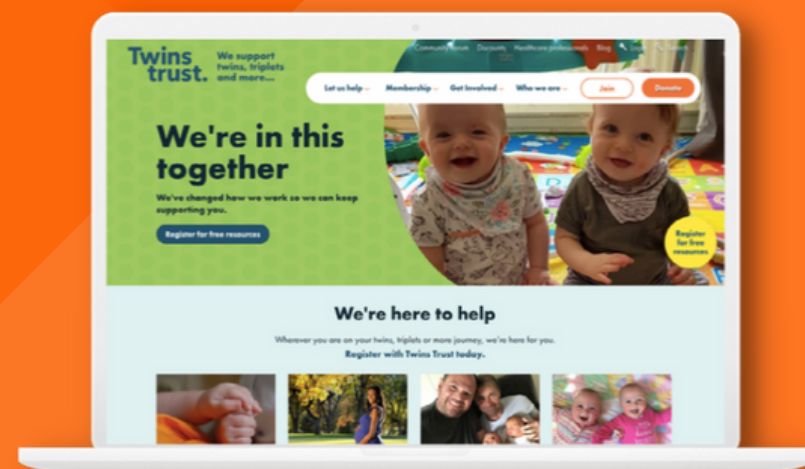 Twins
trust.
We support
twins, triplets
and more...
Community Forum Discounts Healthcare professionals Blog Login Search
Let us help Membership Get Involved Who we are Join Donate
We're in this
together
We've changed how we work so we can keep
supporting you.
Register for free resources
Register
for free
resources
We're here to help
Wherever you are on your twins, triplets or more journey, we're here for you.
Register with Twins Trust today.